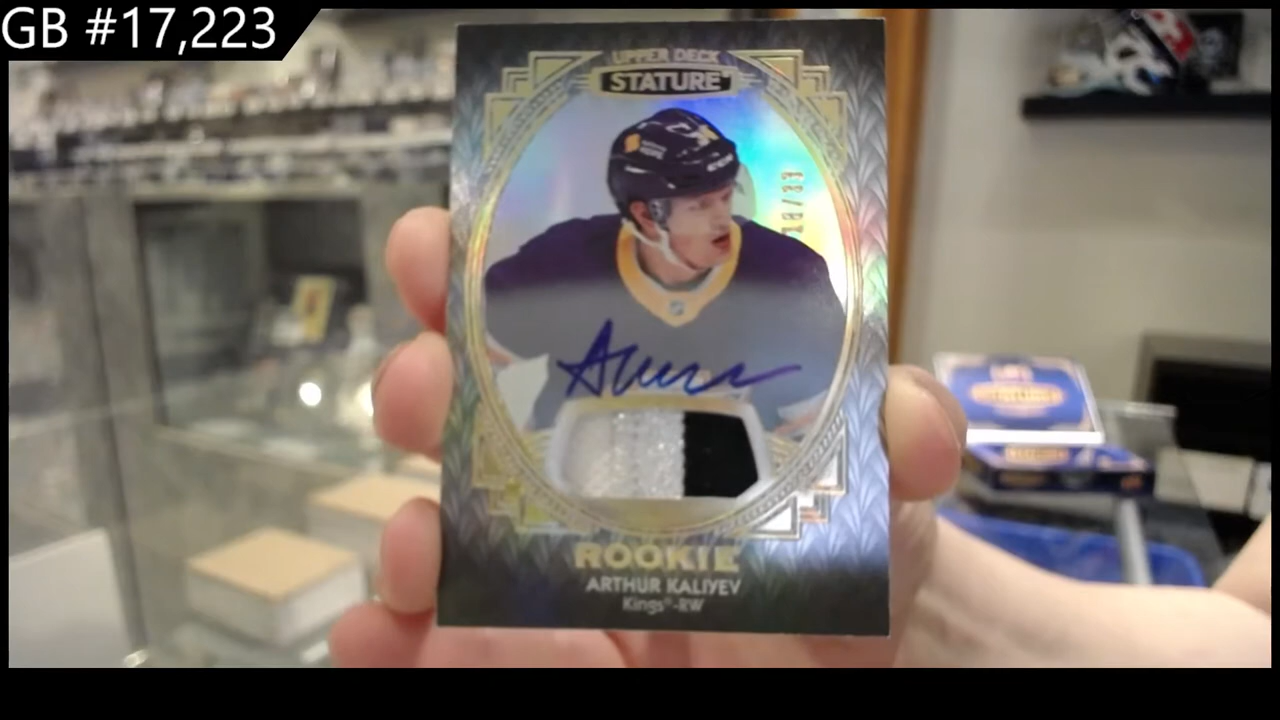 GB #17,223
UPPER DECK
STATURE
ROOKIE
ARTHUR KALIYEV
Kings®-RW